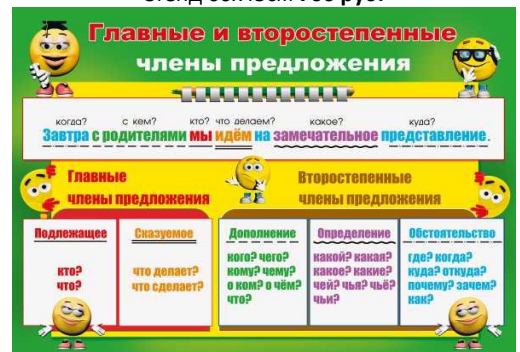 Главные и второстепенные
члены предложения
когда? с кем? кто? что делаем? какое? куда?
Завтра с родителями мы идём на замечательное представление.
Главные
члены предложения
Второстепенные
члены предложения
Подлежащее
кто?
что?
Сказуемое
что делает?
что сделает?
Дополнение
кого? чего?
кому? чему?
о ком? о чём?
что?
Определение
какой? какая?
какое? какие?
чей? чья? чьё?
чьи?
Обстоятельство
где? когда?
куда? откуда?
почему? зачем?
как?